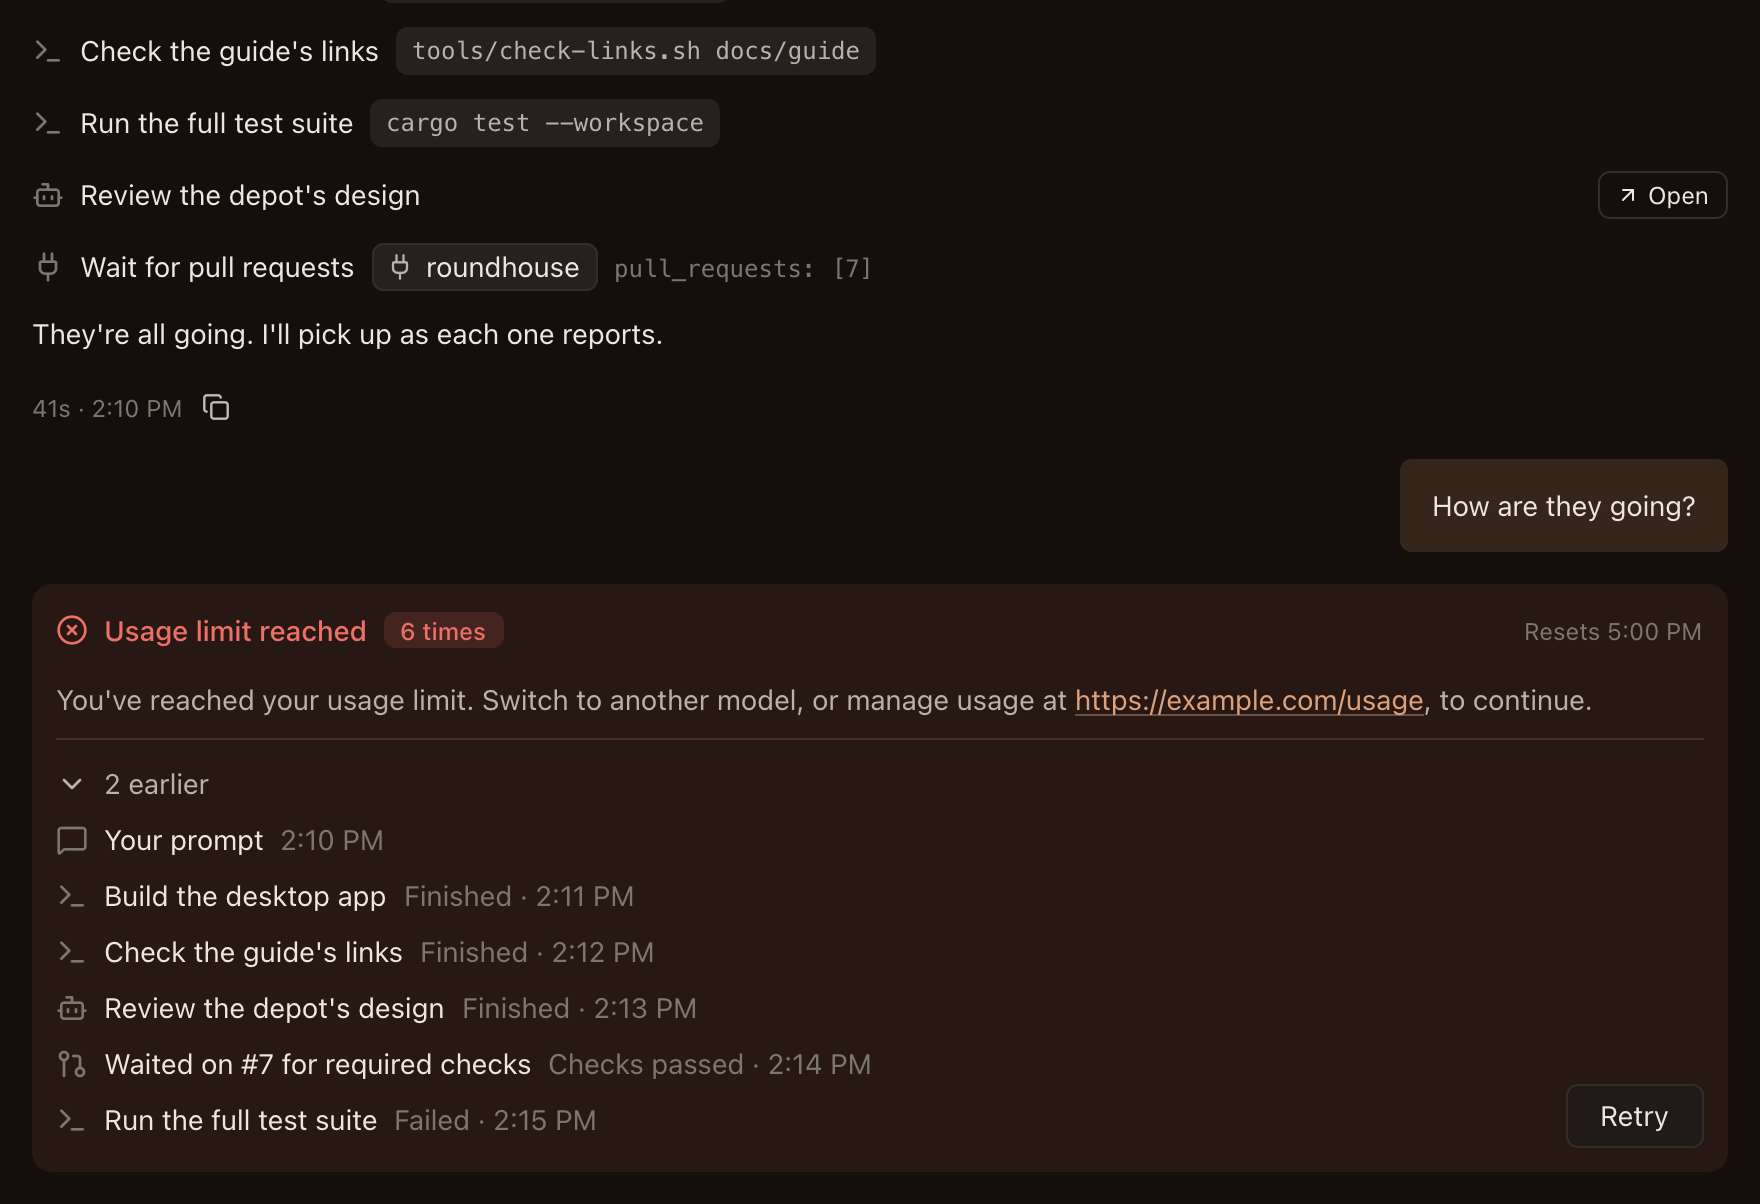 Check the guide's links tools/check-links.sh docs/guide
Run the full test suite cargo test --workspace
Review the depot's design Open
Wait for pull requests roundhouse pull_requests: [7]
They're all going. I'll pick up as each one reports.
41s · 2:10 PM
How are they going?
Usage limit reached 6 times Resets 5:00 PM
You've reached your usage limit. Switch to another model, or manage usage at https://example.com/usage, to continue.
2 earlier
Your prompt 2:10 PM
Build the desktop app Finished · 2:11 PM
Check the guide's links Finished · 2:12 PM
Review the depot's design Finished · 2:13 PM
Waited on #7 for required checks Checks passed · 2:14 PM
Run the full test suite Failed · 2:15 PM
Retry